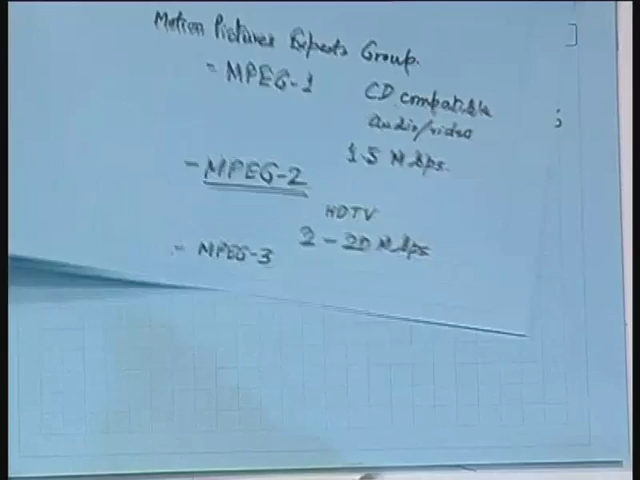 Motion Pictures Experts Group.
= MPEG-1
CD compatible
audio/video
1.5 Mbps.
- MPEG-2
HDTV
2 - 20 Mbps
- MPEG-3
]
;